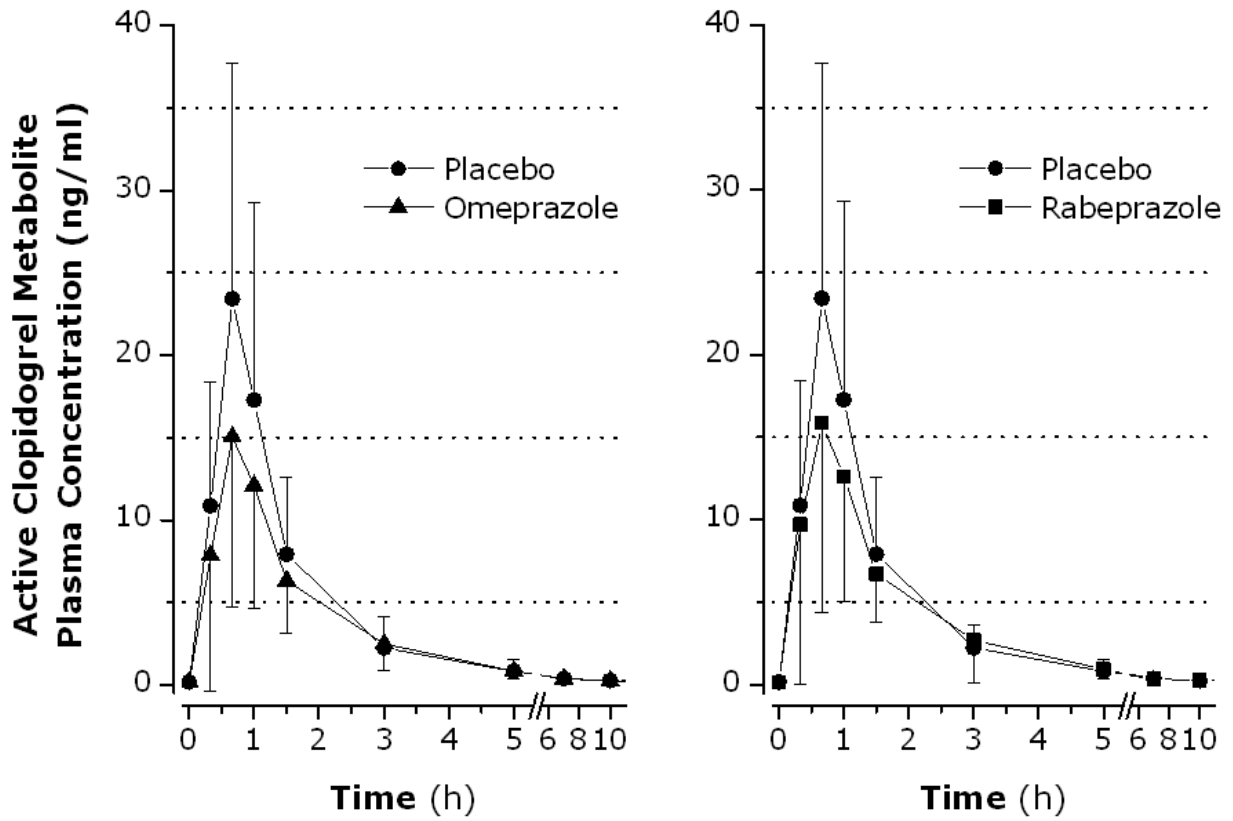 Active Clopidogrel Metabolite
Plasma Concentration (ng/ml)
40
30
20
10
0
Placebo
Omeprazole
0 1 2 3 4 5 6 8 10
Time (h)
40
30
20
10
0
Placebo
Rabeprazole
0 1 2 3 4 5 6 8 10
Time (h)